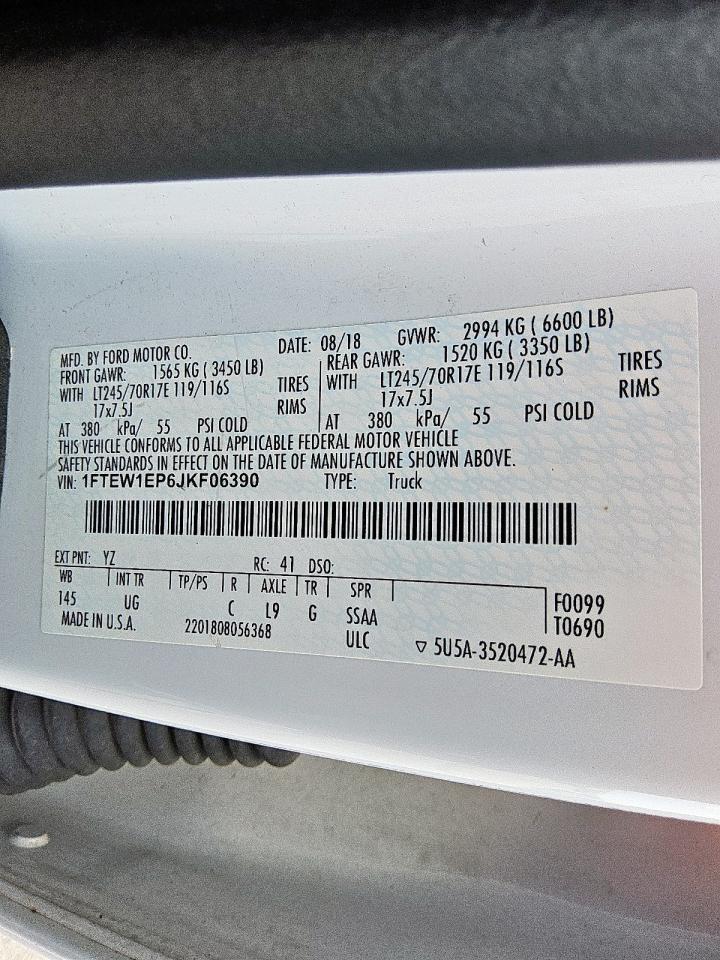 MFD. BY FORD MOTOR CO. DATE: 08/18 GVWR: 2994 KG ( 6600 LB)
FRONT GAWR: 1565 KG ( 3450 LB) REAR GAWR: 1520 KG ( 3350 LB)
WITH LT245/70R17E 119/116S TIRES WITH LT245/70R17E 119/116S TIRES
17x7.5J RIMS 17x7.5J RIMS
AT 380 kPa/ 55 PSI COLD AT 380 kPa/ 55 PSI COLD
THIS VEHICLE CONFORMS TO ALL APPLICABLE FEDERAL MOTOR VEHICLE
SAFETY STANDARDS IN EFFECT ON THE DATE OF MANUFACTURE SHOWN ABOVE.
VIN: 1FTEW1EP6JKF06390 TYPE: Truck
EXT PNT: YZ RC: 41 DSO:
WB INT TR TP/PS R AXLE TR SPR
145 UG C L9 G SSAA F0099
MADE IN U.S.A. 2201808056368 ULC T0690
▽ 5U5A-3520472-AA